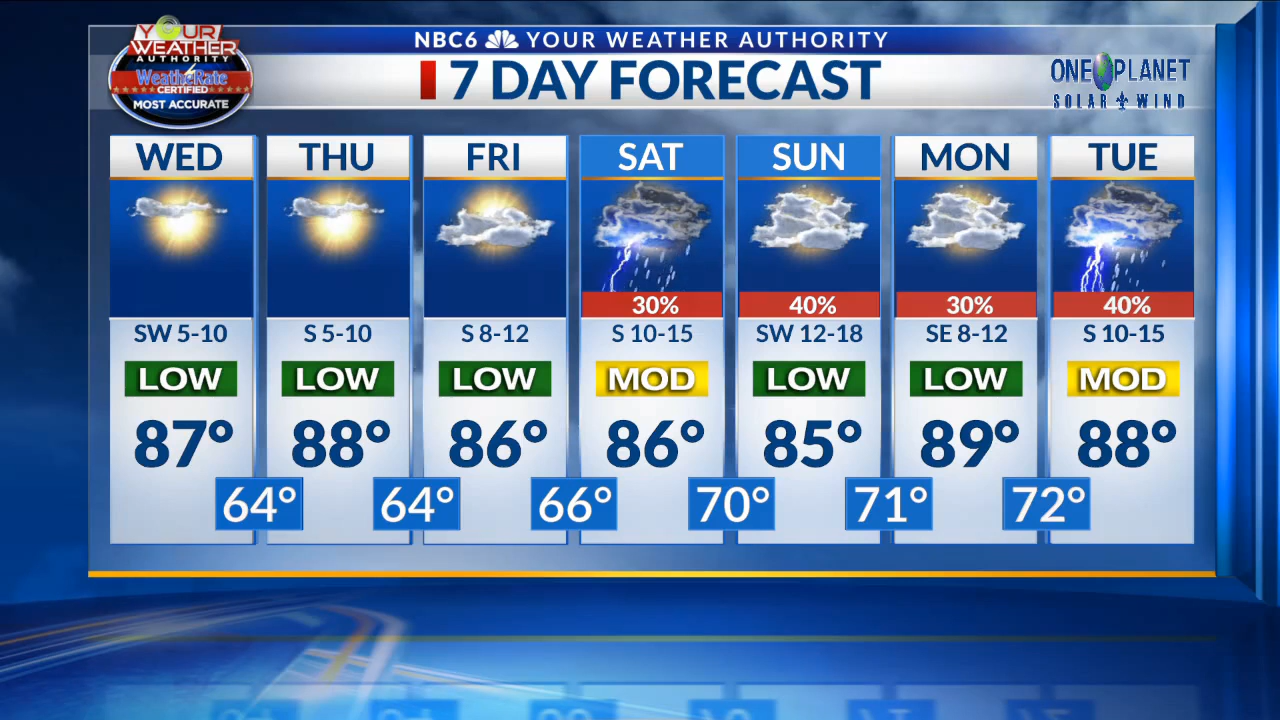 YOUR
WEATHER
AUTHORITY
WeatheRate
CERTIFIED
MOST ACCURATE
NBC6 YOUR WEATHER AUTHORITY
7 DAY FORECAST
ONE PLANET
SOLAR WIND
WED THU FRI SAT SUN MON TUE
30% 40% 30% 40%
SW 5-10 S 5-10 S 8-12 S 10-15 SW 12-18 SE 8-12 S 10-15
LOW LOW LOW MOD LOW LOW MOD
87° 88° 86° 86° 85° 89° 88°
64° 64° 66° 70° 71° 72°